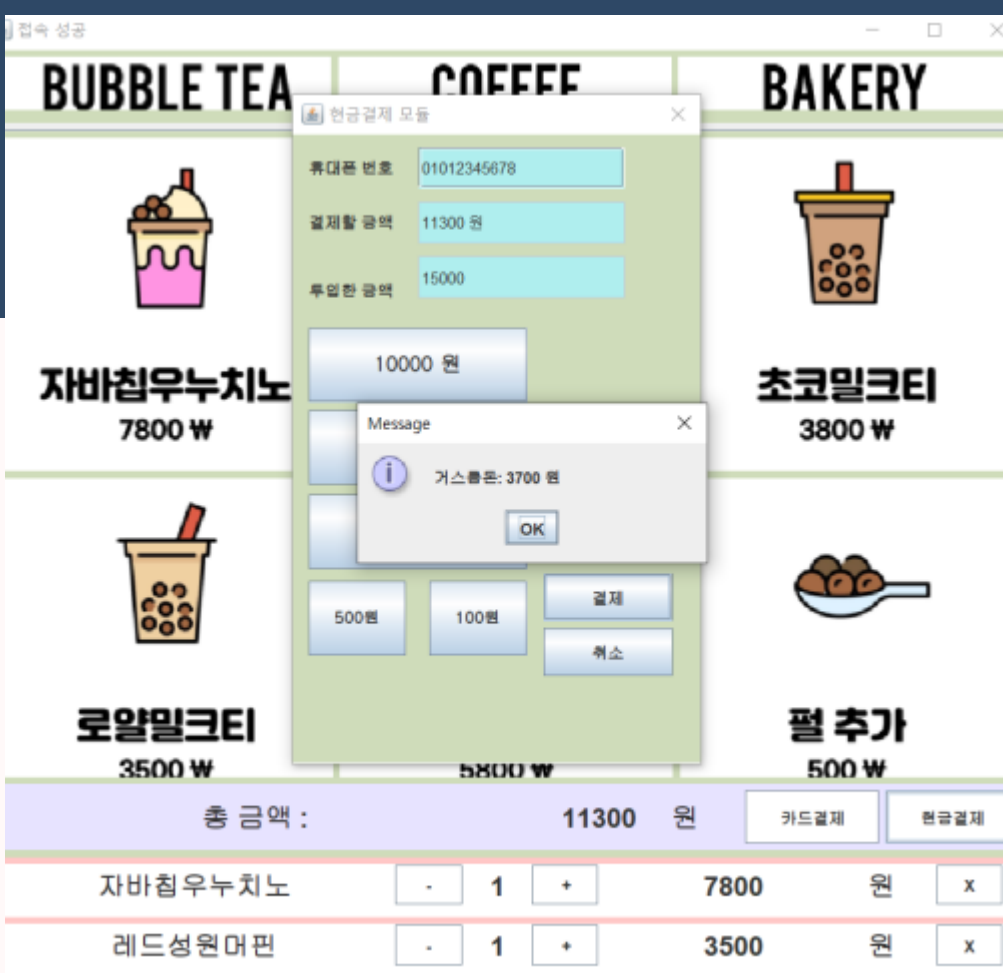 접속 성공
BUBBLE TEA
COFFEE
BAKERY
현금결제 모듈
휴대폰 번호 01012345678
결제할 금액 11300 원
투입한 금액 15000
10000 원
자바칩우누치노
7800 ₩
초코밀크티
3800 ₩
Message
거스름돈: 3700 원
OK
500원 100원
결제
취소
로얄밀크티
3500 ₩
5800 ₩
펄 추가
500 ₩
총 금액 : 11300 원 카드결제 현금결제
자바칩우누치노 - 1 + 7800 원 x
레드성원머핀 - 1 + 3500 원 x